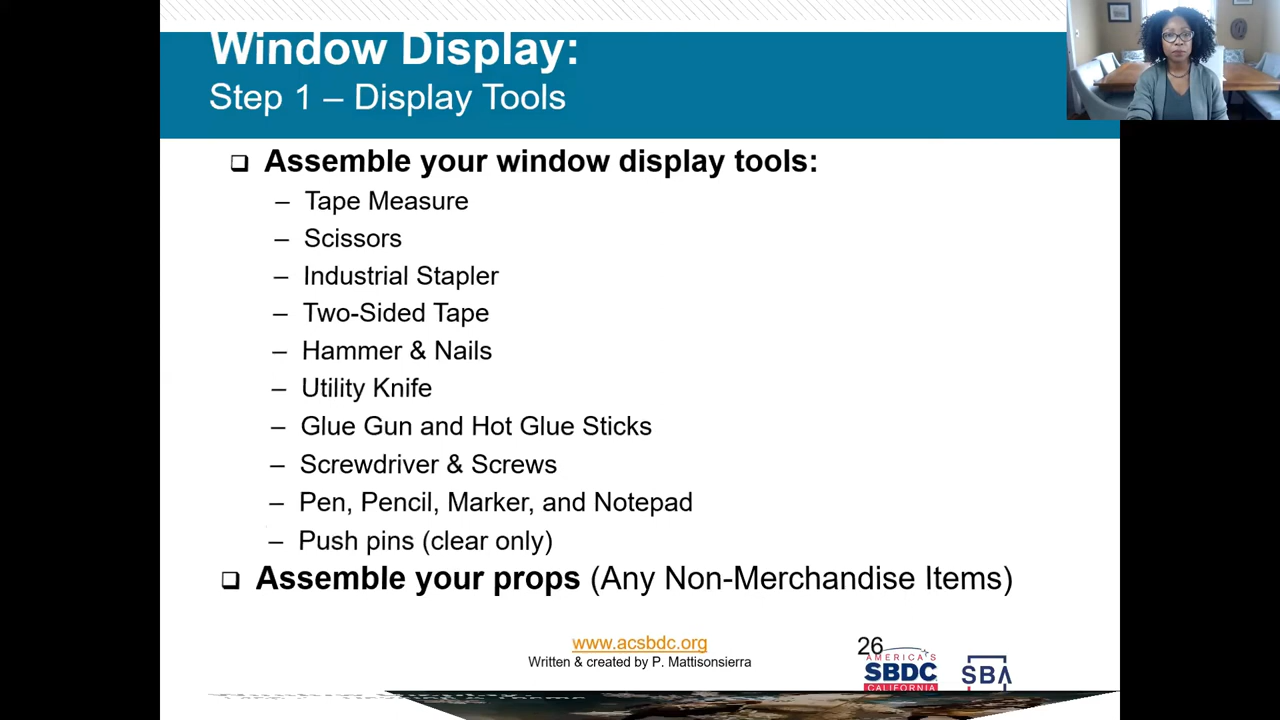 Window Display:
Step 1 – Display Tools
Assemble your window display tools:
– Tape Measure
– Scissors
– Industrial Stapler
– Two-Sided Tape
– Hammer & Nails
– Utility Knife
– Glue Gun and Hot Glue Sticks
– Screwdriver & Screws
– Pen, Pencil, Marker, and Notepad
– Push pins (clear only)
Assemble your props (Any Non-Merchandise Items)
www.acsbdc.org
Written & created by P. Mattisonsierra
26
AMERICA'S
SBDC
CALIFORNIA
SBA